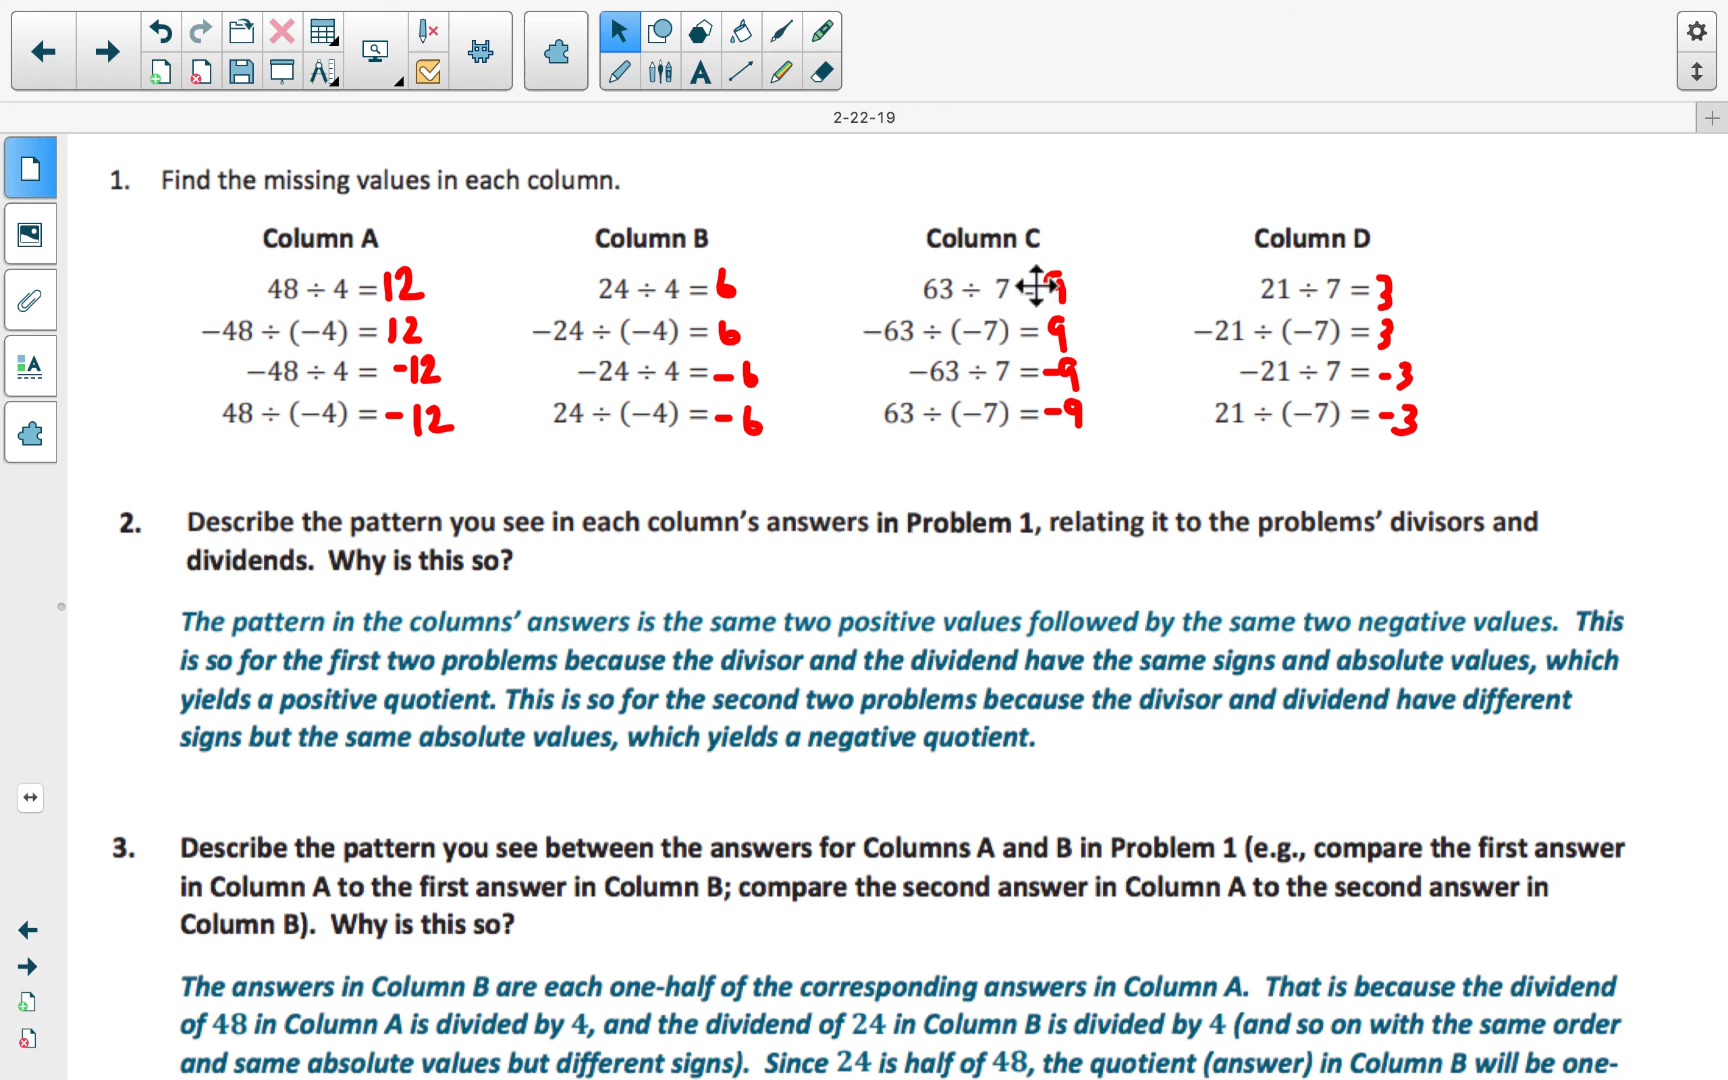 2-22-19
1. Find the missing values in each column.
Column A Column B Column C Column D
48 ÷ 4 = 12 24 ÷ 4 = 6 63 ÷ 7 = 9 21 ÷ 7 = 3
−48 ÷ (−4) = 12 −24 ÷ (−4) = 6 −63 ÷ (−7) = 9 −21 ÷ (−7) = 3
−48 ÷ 4 = -12 −24 ÷ 4 = -6 −63 ÷ 7 = -9 −21 ÷ 7 = -3
48 ÷ (−4) = -12 24 ÷ (−4) = -6 63 ÷ (−7) = -9 21 ÷ (−7) = -3
2. Describe the pattern you see in each column’s answers in Problem 1, relating it to the problems’ divisors and
dividends. Why is this so?
The pattern in the columns’ answers is the same two positive values followed by the same two negative values. This
is so for the first two problems because the divisor and the dividend have the same signs and absolute values, which
yields a positive quotient. This is so for the second two problems because the divisor and dividend have different
signs but the same absolute values, which yields a negative quotient.
3. Describe the pattern you see between the answers for Columns A and B in Problem 1 (e.g., compare the first answer
in Column A to the first answer in Column B; compare the second answer in Column A to the second answer in
Column B). Why is this so?
The answers in Column B are each one-half of the corresponding answers in Column A. That is because the dividend
of 48 in Column A is divided by 4, and the dividend of 24 in Column B is divided by 4 (and so on with the same order
and same absolute values but different signs). Since 24 is half of 48, the quotient (answer) in Column B will be one-